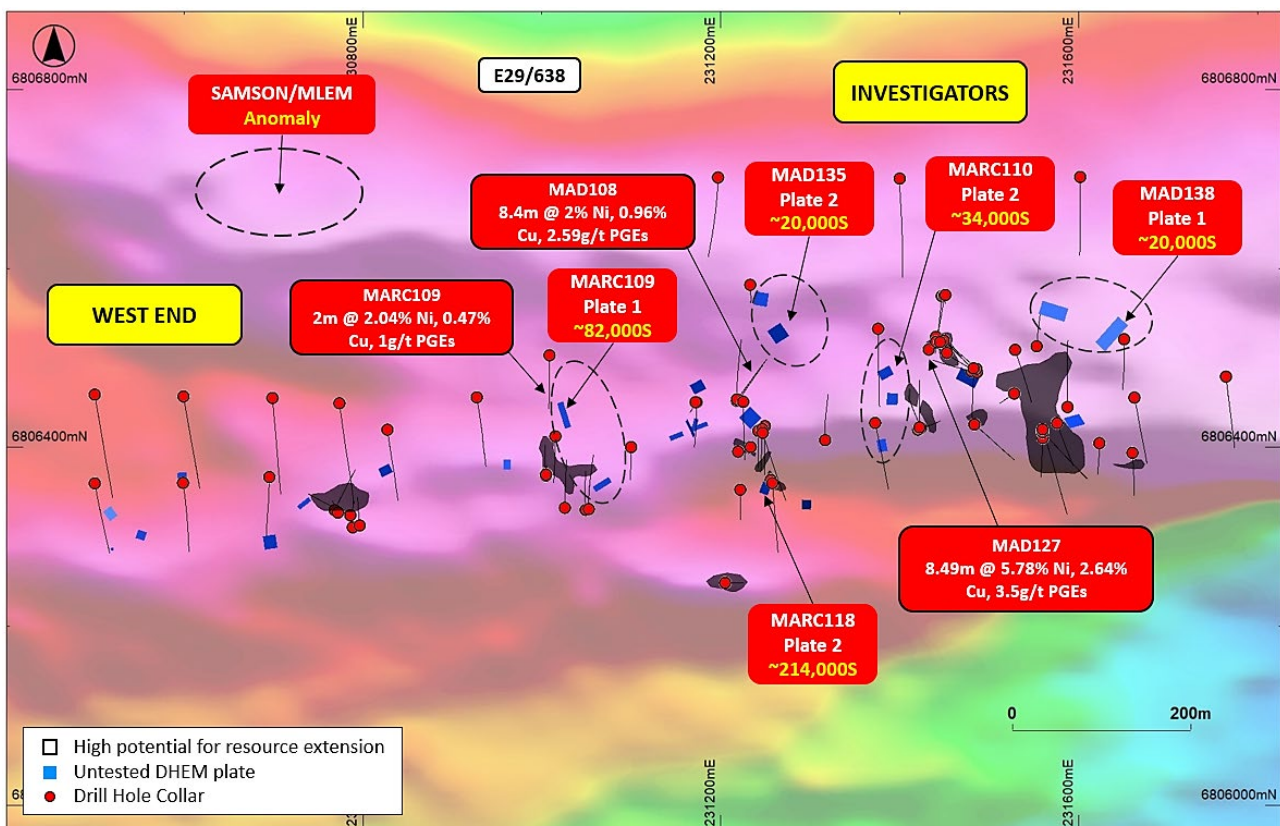 30800mE
231200mE
231600mE
6806800mN
6806800mN
E29/638
SAMSON/MLEM
Anomaly
INVESTIGATORS
MAD108
8.4m @ 2% Ni, 0.96%
Cu, 2.59g/t PGEs
MAD135
Plate 2
~20,000S
MARC110
Plate 2
~34,000S
MAD138
Plate 1
~20,000S
WEST END
MARC109
2m @ 2.04% Ni, 0.47%
Cu, 1g/t PGEs
MARC109
Plate 1
~82,000S
6806400mN
6806400mN
MAD127
8.49m @ 5.78% Ni, 2.64%
Cu, 3.5g/t PGEs
MARC118
Plate 2
~214,000S
0 200m
High potential for resource extension
Untested DHEM plate
Drill Hole Collar
231200mE
231600mE
6806000mN